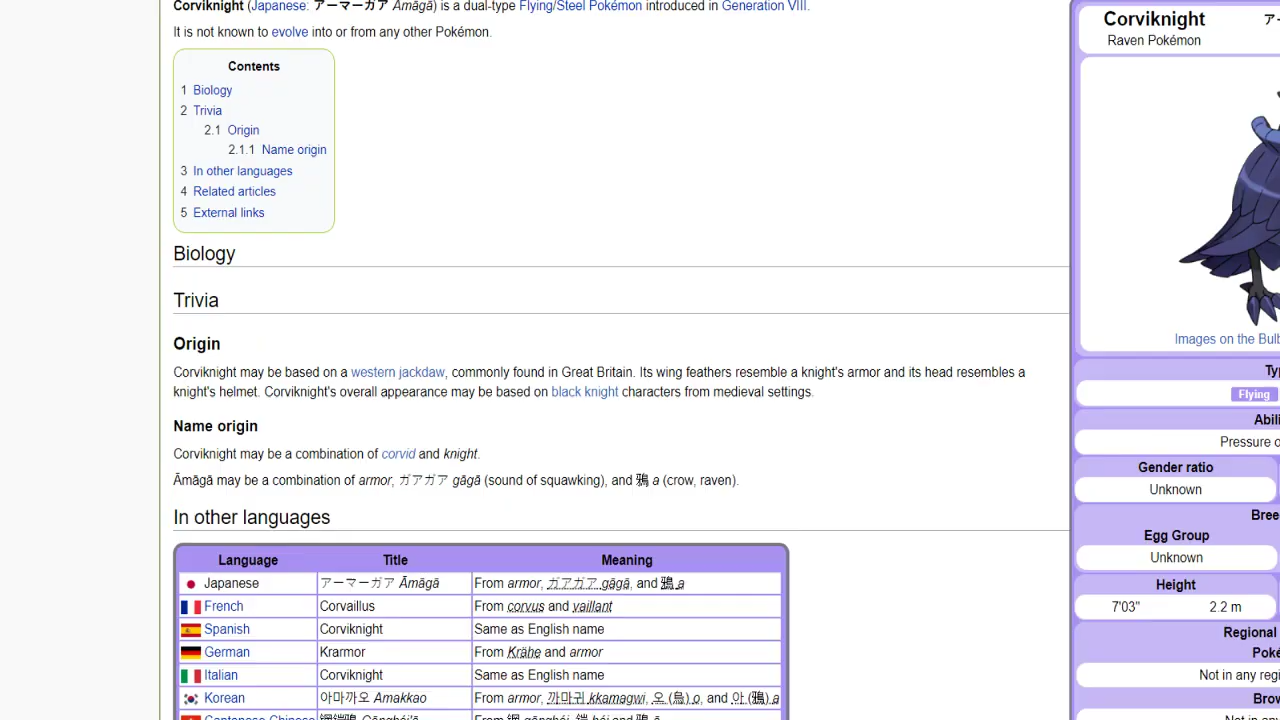 Corviknight (Japanese: アーマーガア Āmāgā) is a dual-type Flying/Steel Pokémon introduced in Generation VIII.
It is not known to evolve into or from any other Pokémon.
Contents
1 Biology
2 Trivia
2.1 Origin
2.1.1 Name origin
3 In other languages
4 Related articles
5 External links
Biology
Trivia
Origin
Corviknight may be based on a western jackdaw, commonly found in Great Britain. Its wing feathers resemble a knight's armor and its head resembles a
knight's helmet. Corviknight's overall appearance may be based on black knight characters from medieval settings.
Name origin
Corviknight may be a combination of corvid and knight.
Āmāgā may be a combination of armor, ガアガア gāgā (sound of squawking), and 鴉 a (crow, raven).
In other languages
Language Title Meaning
Japanese アーマーガア Āmāgā From armor, ガアガア gāgā, and 鴉 a
French Corvaillus From corvus and vaillant
Spanish Corviknight Same as English name
German Krarmor From Krähe and armor
Italian Corviknight Same as English name
Korean 아마까오 Amakkao From armor, 까마귀 kkamagwi, 오 (烏) o, and 아 (鴉) a
Cantonese Chinese
Corviknight ア
Raven Pokémon
Images on the Bulb
Typ
Flying
Abili
Pressure o
Gender ratio
Unknown
Bree
Egg Group
Unknown
Height
7'03" 2.2 m
Regional
Poké
Not in any regi
Brow